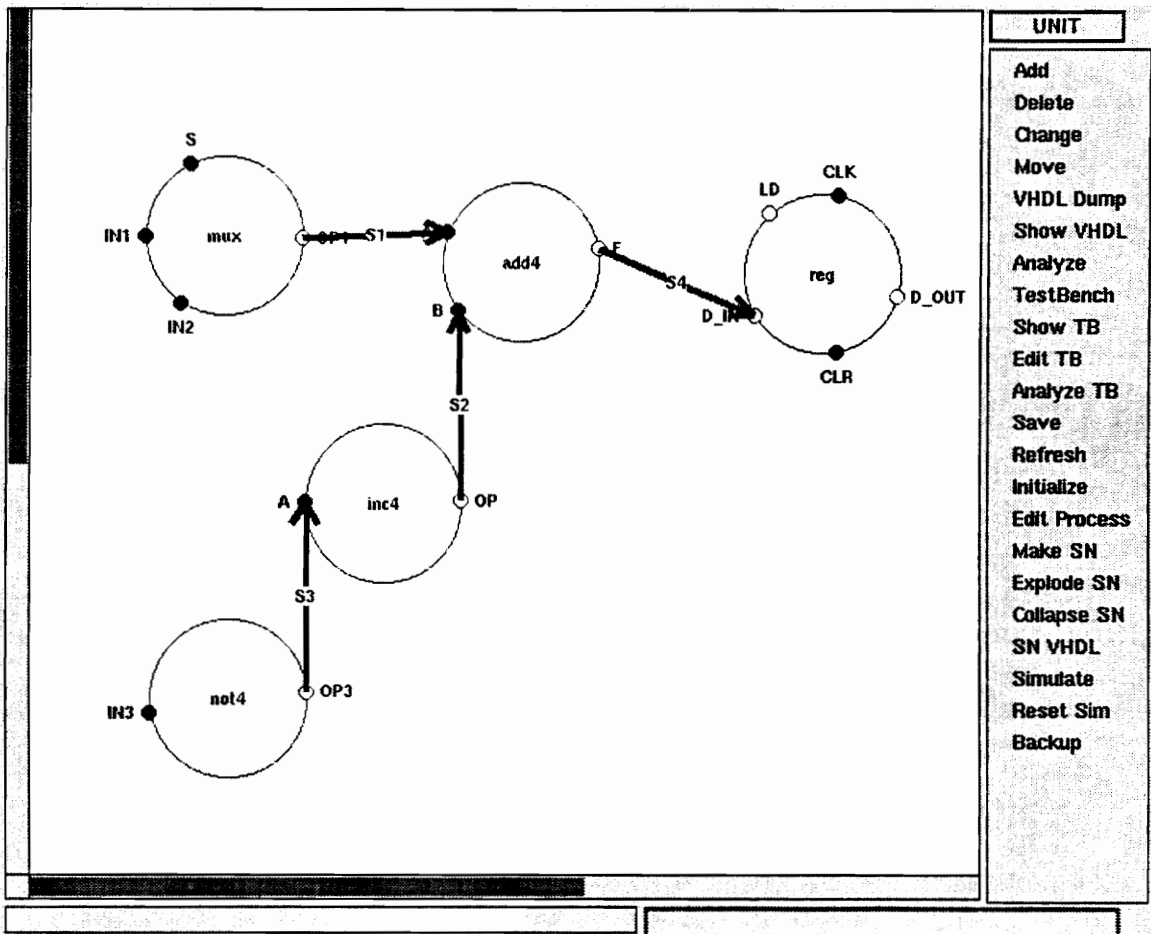 UNIT
Add
Delete
Change
Move
VHDL Dump
Show VHDL
Analyze
TestBench
Show TB
Edit TB
Analyze TB
Save
Refresh
Initialize
Edit Process
Make SN
Explode SN
Collapse SN
SN VHDL
Simulate
Reset Sim
Backup
S
IN1
mux
IN2
OP1
S1
add4
B
F
S4
LD
CLK
reg
D_OUT
D_IN
CLR
S2
A
inc4
OP
S3
IN3
not4
OP3